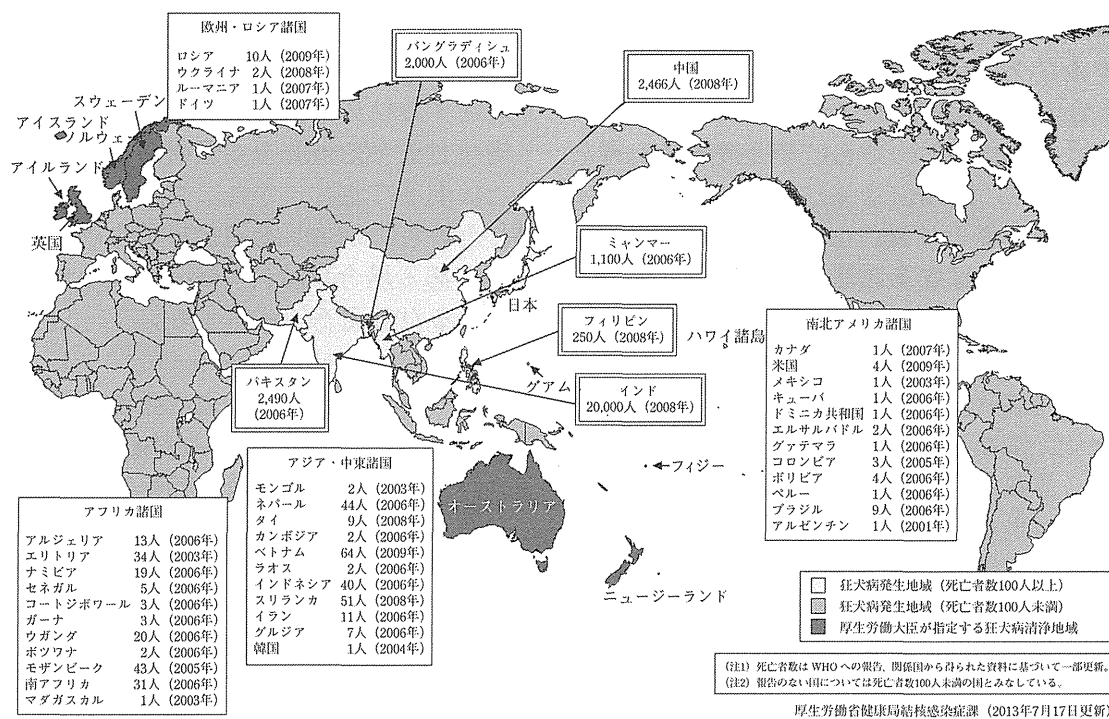 欧州・ロシア諸国
ロシア 10人（2009年）
ウクライナ 2人（2008年）
ルーマニア 1人（2007年）
ドイツ 1人（2007年）
バングラディシュ
2,000人（2006年）
中国
2,466人（2008年）
スウェーデン
アイスランド
ノルウェー
アイルランド
英国
ミャンマー
1,100人（2006年）
日本
フィリピン
250人（2008年）
ハワイ諸島
グアム
インド
20,000人（2008年）
パキスタン
2,490人
（2006年）
南北アメリカ諸国
カナダ 1人（2007年）
米国 4人（2009年）
メキシコ 1人（2003年）
キューバ 1人（2006年）
ドミニカ共和国 1人（2006年）
エルサルバドル 2人（2006年）
グァテマラ 1人（2006年）
コロンビア 3人（2005年）
ボリビア 4人（2006年）
ペルー 1人（2006年）
ブラジル 9人（2006年）
アルゼンチン 1人（2001年）
アジア・中東諸国
モンゴル 2人（2003年）
ネパール 44人（2006年）
タイ 9人（2008年）
カンボジア 2人（2006年）
ベトナム 64人（2009年）
ラオス 2人（2006年）
インドネシア 40人（2006年）
スリランカ 51人（2008年）
イラン 11人（2006年）
グルジア 7人（2006年）
韓国 1人（2004年）
フィジー
オーストラリア
ニュージーランド
アフリカ諸国
アルジェリア 13人（2006年）
エリトリア 34人（2003年）
ナミビア 19人（2006年）
セネガル 5人（2006年）
コートジボワール 3人（2006年）
ガーナ 3人（2006年）
ウガンダ 20人（2006年）
ボツワナ 2人（2006年）
モザンビーク 43人（2005年）
南アフリカ 31人（2006年）
マダガスカル 1人（2003年）
狂犬病発生地域（死亡者数100人以上）
狂犬病発生地域（死亡者数100人未満）
厚生労働大臣が指定する狂犬病清浄地域
（注1）死亡者数は WHO への報告、関係国から得られた資料に基づいて一部更新。
（注2）報告のない国については死亡者数100人未満の国とみなしている。
厚生労働省健康局結核感染症課（2013年7月17日更新）